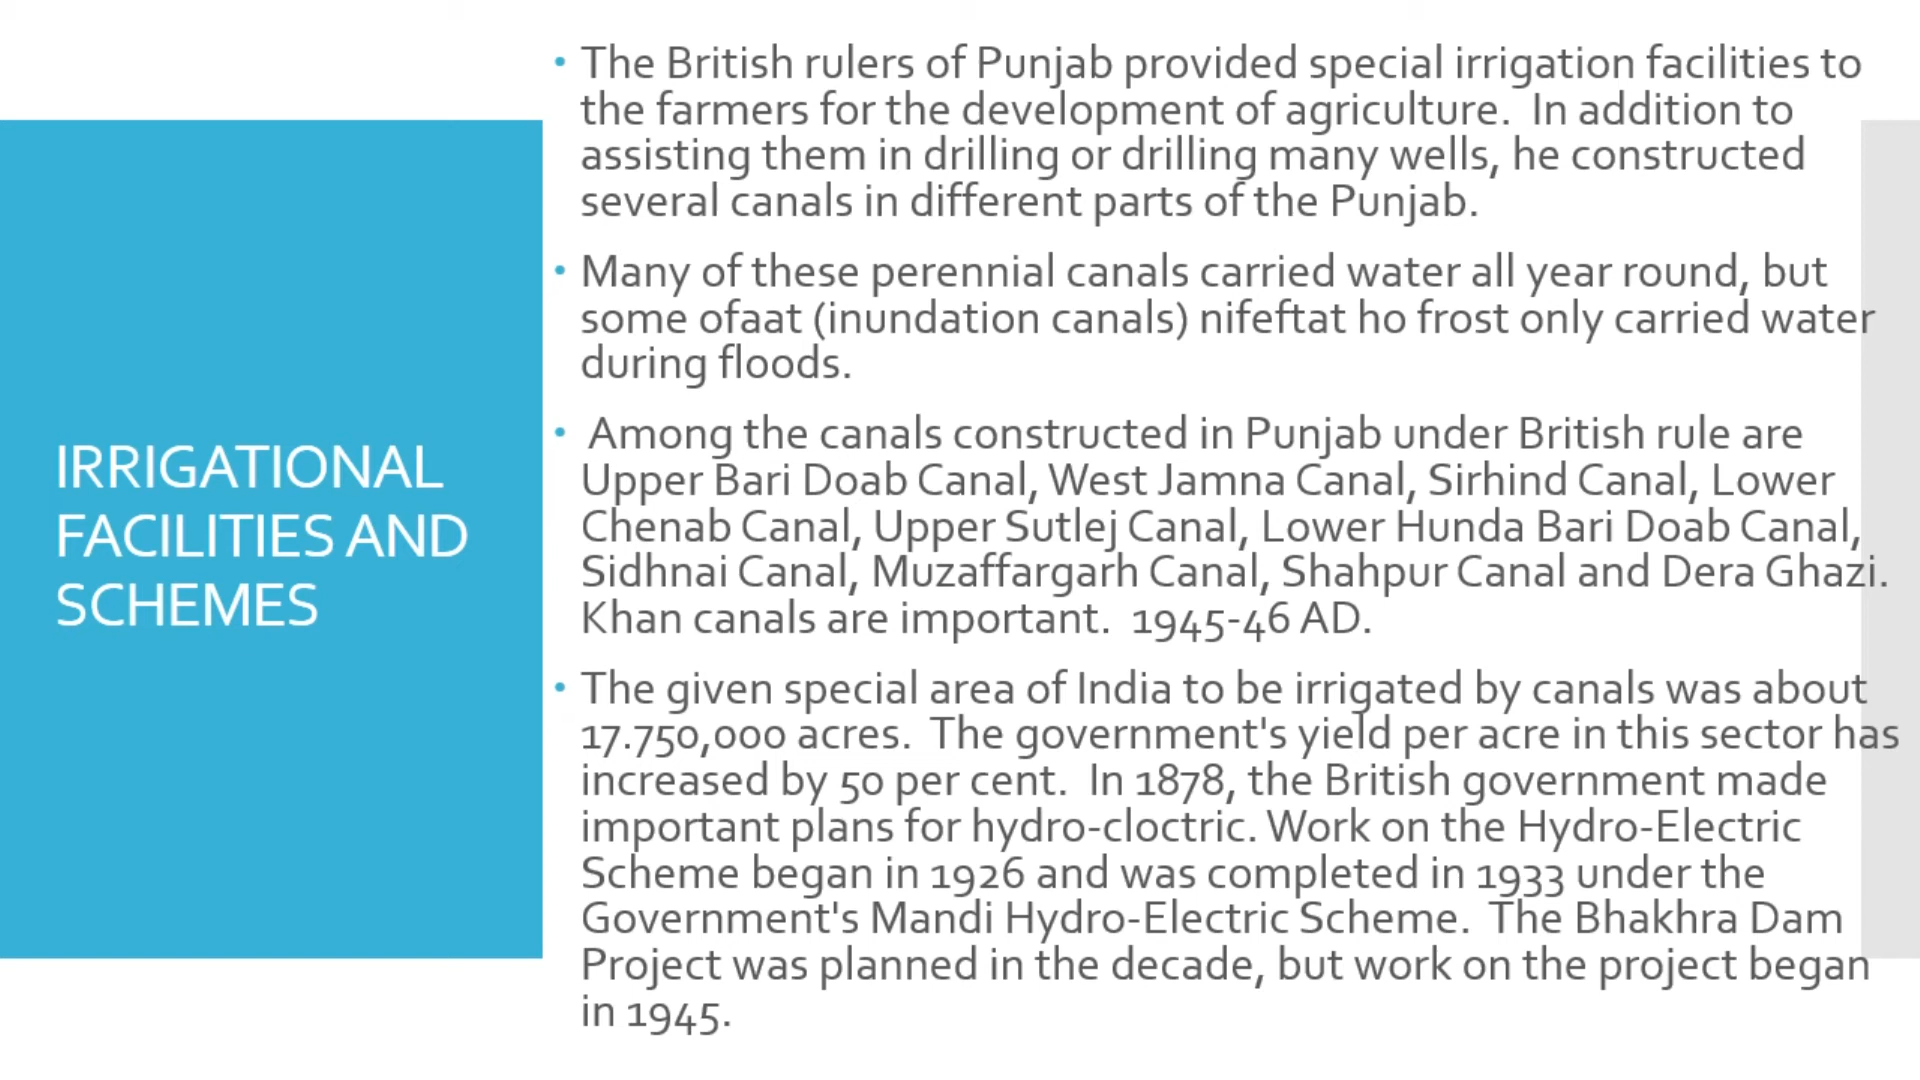 IRRIGATIONAL
FACILITIES AND
SCHEMES
• The British rulers of Punjab provided special irrigation facilities to
the farmers for the development of agriculture.  In addition to
assisting them in drilling or drilling many wells, he constructed
several canals in different parts of the Punjab.
• Many of these perennial canals carried water all year round, but
some ofaat (inundation canals) nifeftat ho frost only carried water
during floods.
• Among the canals constructed in Punjab under British rule are
Upper Bari Doab Canal, West Jamna Canal, Sirhind Canal, Lower
Chenab Canal, Upper Sutlej Canal, Lower Hunda Bari Doab Canal,
Sidhnai Canal, Muzaffargarh Canal, Shahpur Canal and Dera Ghazi.
Khan canals are important.  1945-46 AD.
• The given special area of India to be irrigated by canals was about
17.750,000 acres.  The government's yield per acre in this sector has
increased by 50 per cent.  In 1878, the British government made
important plans for hydro-cloctric. Work on the Hydro-Electric
Scheme began in 1926 and was completed in 1933 under the
Government's Mandi Hydro-Electric Scheme.  The Bhakhra Dam
Project was planned in the decade, but work on the project began
in 1945.